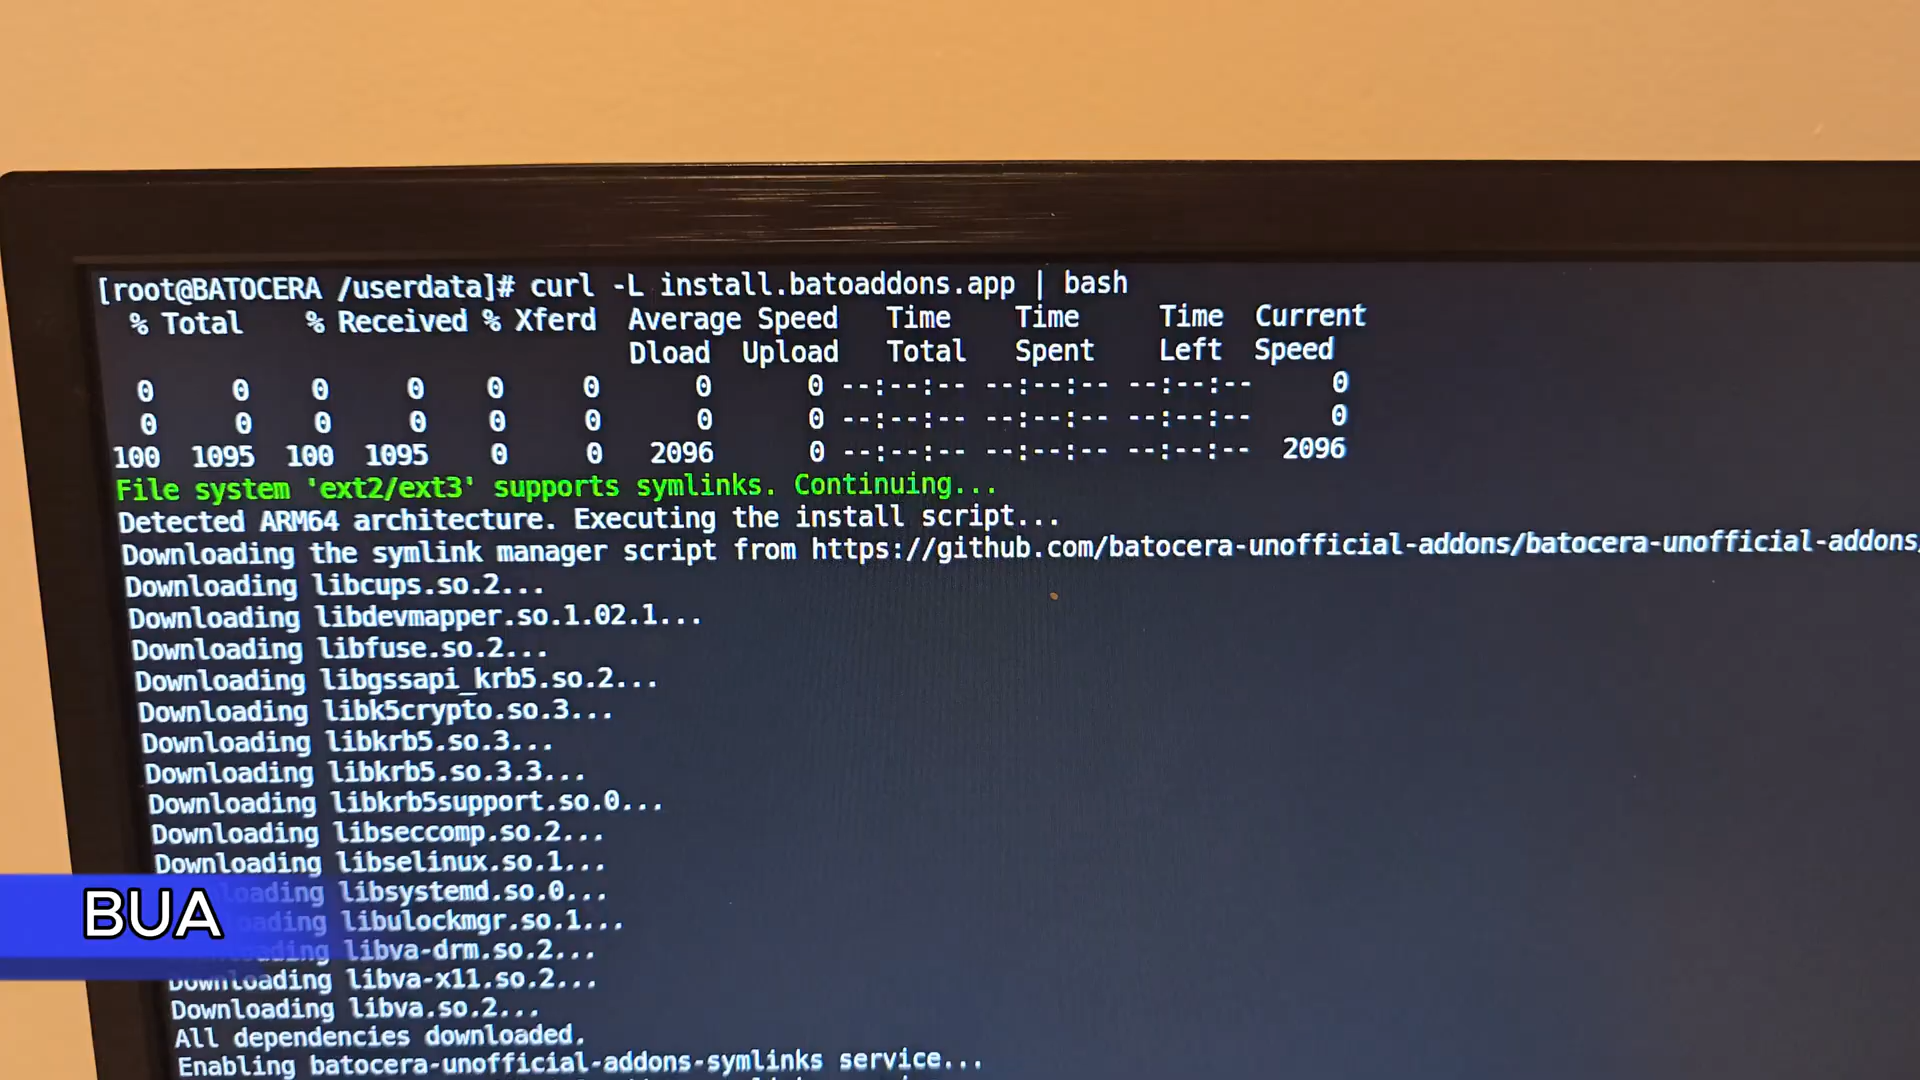 [root@BATOCERA /userdata]# curl -L install.batoaddons.app | bash
% Total % Received % Xferd Average Speed Time Time Time Current
Dload Upload Total Spent Left Speed
0 0 0 0 0 0 0 0 --:--:-- --:--:-- --:--:-- 0
0 0 0 0 0 0 0 0 --:--:-- --:--:-- --:--:-- 0
100 1095 100 1095 0 0 2096 0 --:--:-- --:--:-- --:--:-- 2096
File system 'ext2/ext3' supports symlinks. Continuing...
Detected ARM64 architecture. Executing the install script...
Downloading the symlink manager script from https://github.com/batocera-unofficial-addons/batocera-unofficial-addons/
Downloading libcups.so.2...
Downloading libdevmapper.so.1.02.1...
Downloading libfuse.so.2...
Downloading libgssapi_krb5.so.2...
Downloading libk5crypto.so.3...
Downloading libkrb5.so.3...
Downloading libkrb5.so.3.3...
Downloading libkrb5support.so.0...
Downloading libseccomp.so.2...
Downloading libselinux.so.1...
loading libsystemd.so.0...
loading libulockmgr.so.1...
loading libva-drm.so.2...
Downloading libva-x11.so.2...
Downloading libva.so.2...
All dependencies downloaded.
Enabling batocera-unofficial-addons-symlinks service...
BUA